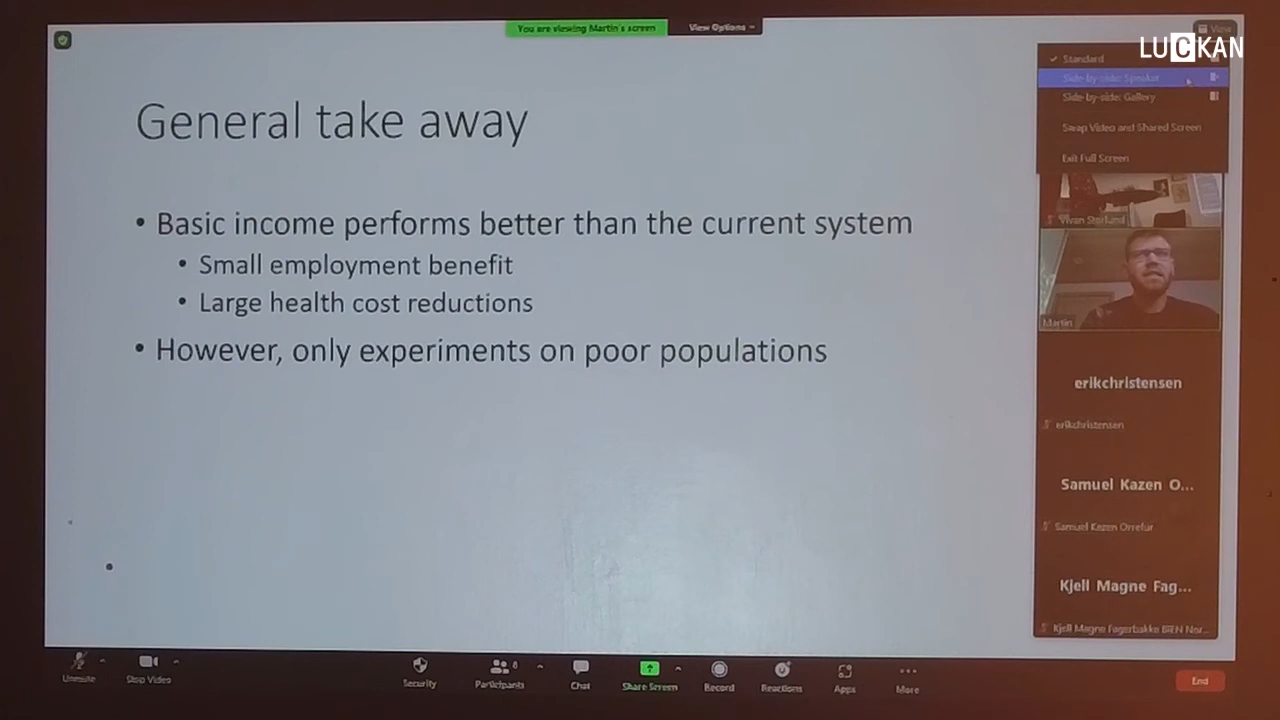 You are viewing Martin's screen
View Options
View
LUCKAN
Standard
Side-by-side: Speaker
Side-by-side: Gallery
Swap Video and Shared Screen
Exit Full Screen
General take away
• Basic income performs better than the current system
• Small employment benefit
• Large health cost reductions
• However, only experiments on poor populations
Vivan Storlund
Martin
erikchristensen
erikchristensen
Samuel Kazen O...
Samuel Kazen Orrefur
Kjell Magne Fag...
Kjell Magne Fagerbakke BIEN Nor...
Unmute
Stop Video
Security
Participants
8
Chat
Share Screen
Record
Reactions
Apps
More
End